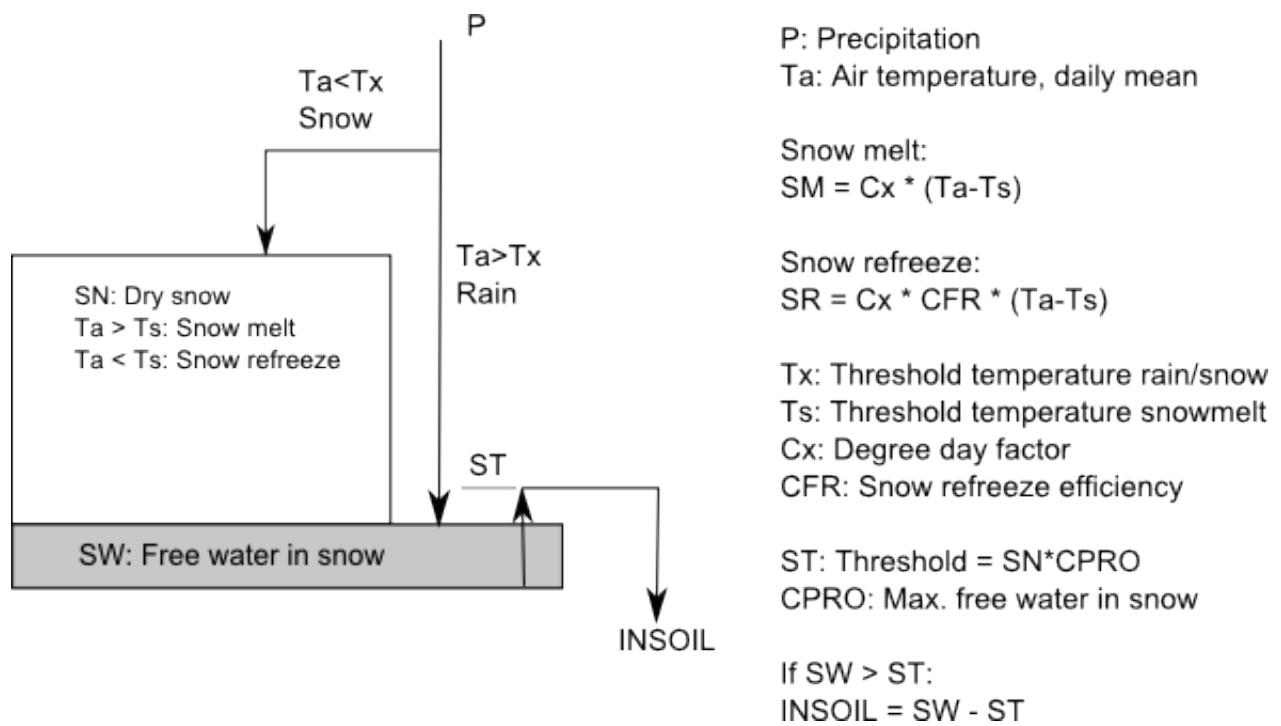 P
Ta<Tx
Snow
Ta>Tx
Rain
SN: Dry snow
Ta > Ts: Snow melt
Ta < Ts: Snow refreeze
ST
SW: Free water in snow
INSOIL
P: Precipitation
Ta: Air temperature, daily mean
Snow melt:
SM = Cx * (Ta-Ts)
Snow refreeze:
SR = Cx * CFR * (Ta-Ts)
Tx: Threshold temperature rain/snow
Ts: Threshold temperature snowmelt
Cx: Degree day factor
CFR: Snow refreeze efficiency
ST: Threshold = SN*CPRO
CPRO: Max. free water in snow
If SW > ST:
INSOIL = SW - ST